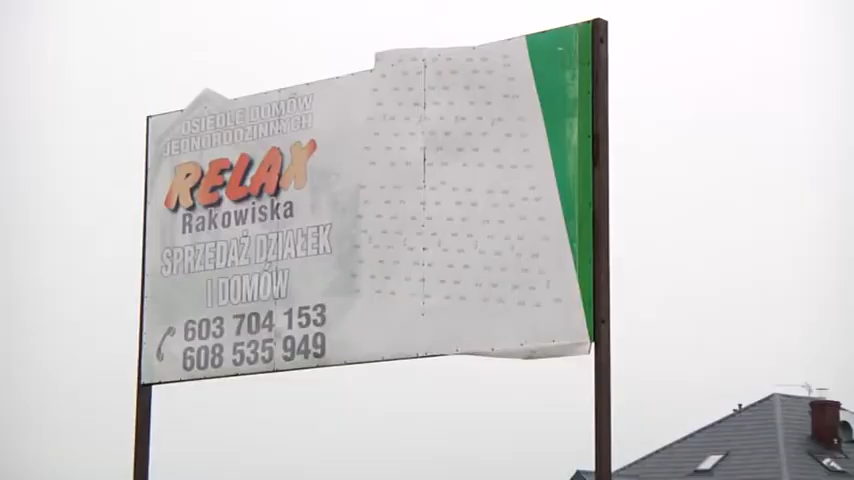 OSIEDLE DOMÓW
JEDNORODZINNYCH
RELAX
Rakowiska
SPRZEDAŻ DZIAŁEK
I DOMÓW
603 704 153
608 535 949